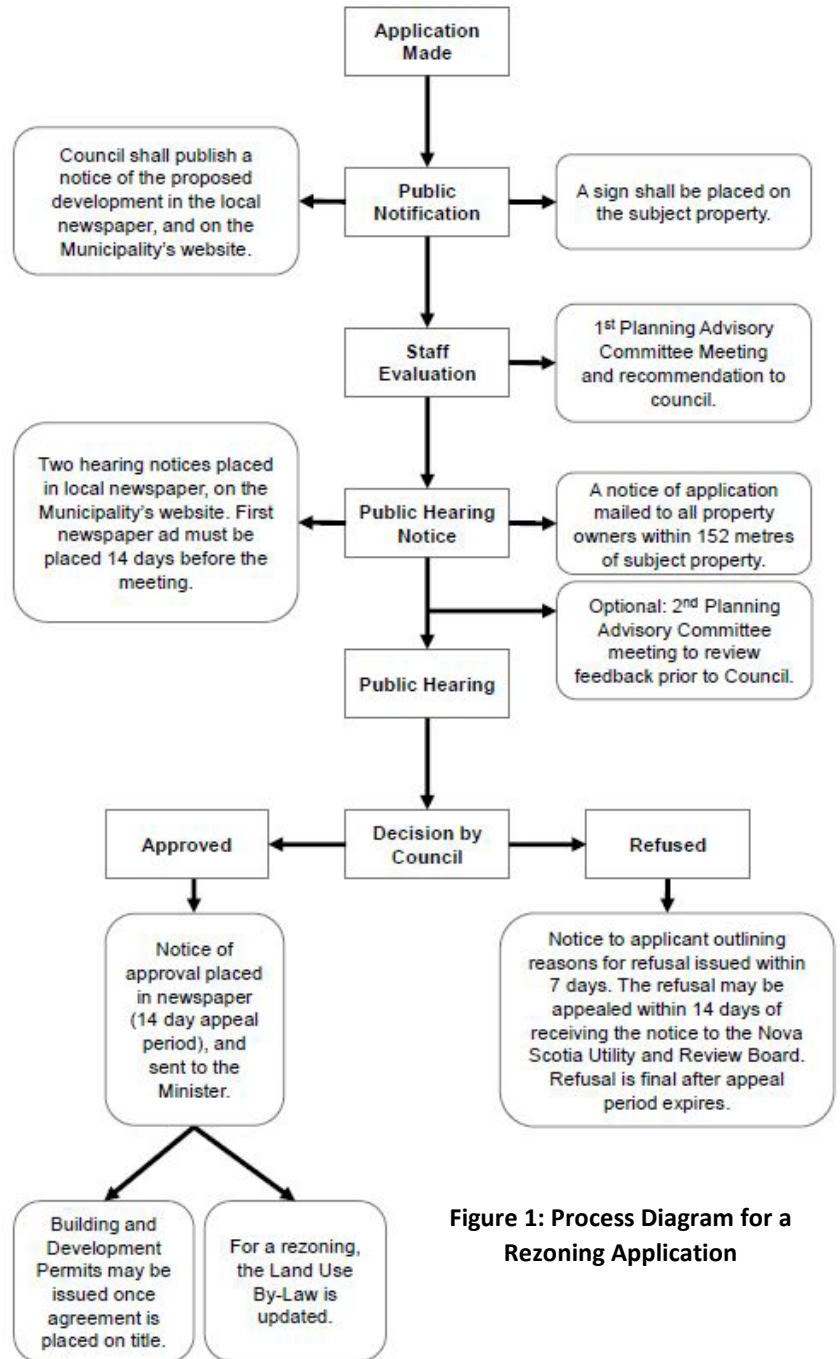 Application
Made
Council shall publish a
notice of the proposed
development in the local
newspaper, and on the
Municipality's website.
Public
Notification
A sign shall be placed on
the subject property.
Staff
Evaluation
1st Planning Advisory
Committee Meeting
and recommendation to
council.
Two hearing notices placed
in local newspaper, on the
Municipality's website. First
newspaper ad must be
placed 14 days before the
meeting.
Public Hearing
Notice
A notice of application
mailed to all property
owners within 152 metres
of subject property.
Optional: 2nd Planning
Advisory Committee
meeting to review
feedback prior to Council.
Public Hearing
Approved
Decision by
Council
Refused
Notice of
approval placed
in newspaper
(14 day appeal
period), and
sent to the
Minister.
Notice to applicant outlining
reasons for refusal issued within
7 days. The refusal may be
appealed within 14 days of
receiving the notice to the Nova
Scotia Utility and Review Board.
Refusal is final after appeal
period expires.
Building and
Development
Permits may be
issued once
agreement is
placed on title.
For a rezoning,
the Land Use
By-Law is
updated.
Figure 1: Process Diagram for a
Rezoning Application